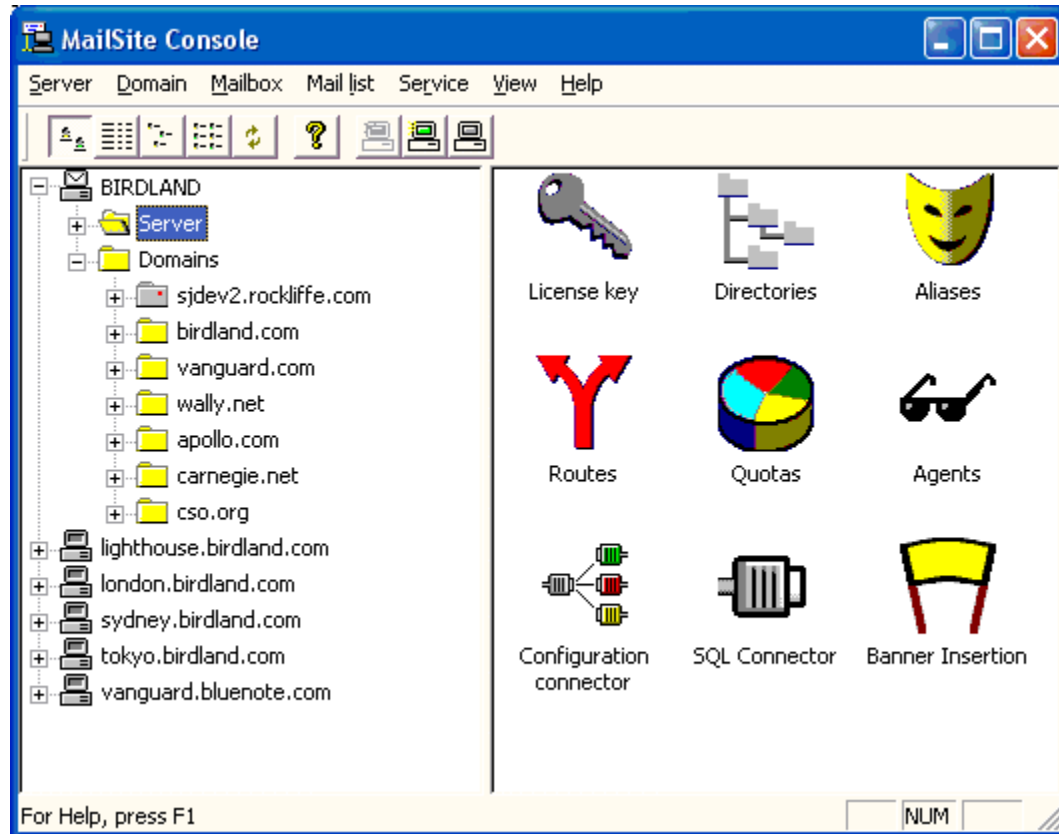 MailSite Console
Server Domain Mailbox Mail list Service View Help
BIRDLAND
Server
Domains
sjdev2.rockliffe.com
birdland.com
vanguard.com
wally.net
apollo.com
carnegie.net
cso.org
lighthouse.birdland.com
london.birdland.com
sydney.birdland.com
tokyo.birdland.com
vanguard.bluenote.com
License key
Directories
Aliases
Routes
Quotas
Agents
Configuration
connector
SQL Connector
Banner Insertion
For Help, press F1
NUM